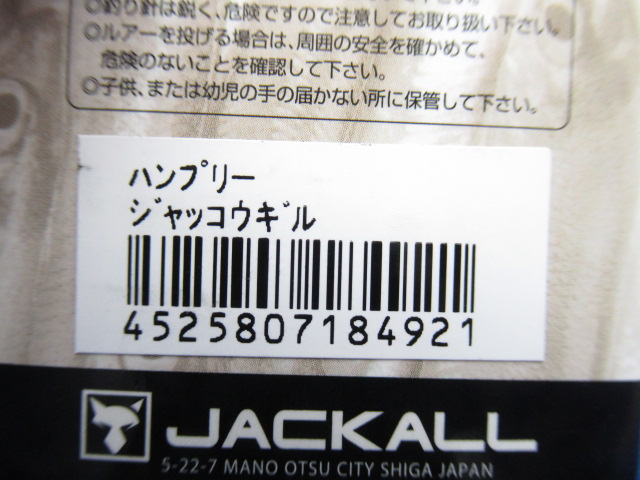 ◎釣り針は鋭く、危険ですので注意してお取り扱い下さい。
◎ルアーを投げる場合は、周囲の安全を確かめて、
危険のないことを確認して下さい。
◎子供、または幼児の手の届かない所に保管して下さい。
ハンプリー
ジャッコウギル
4525807184921
JACKALL
5-22-7 MANO OTSU CITY SHIGA JAPAN